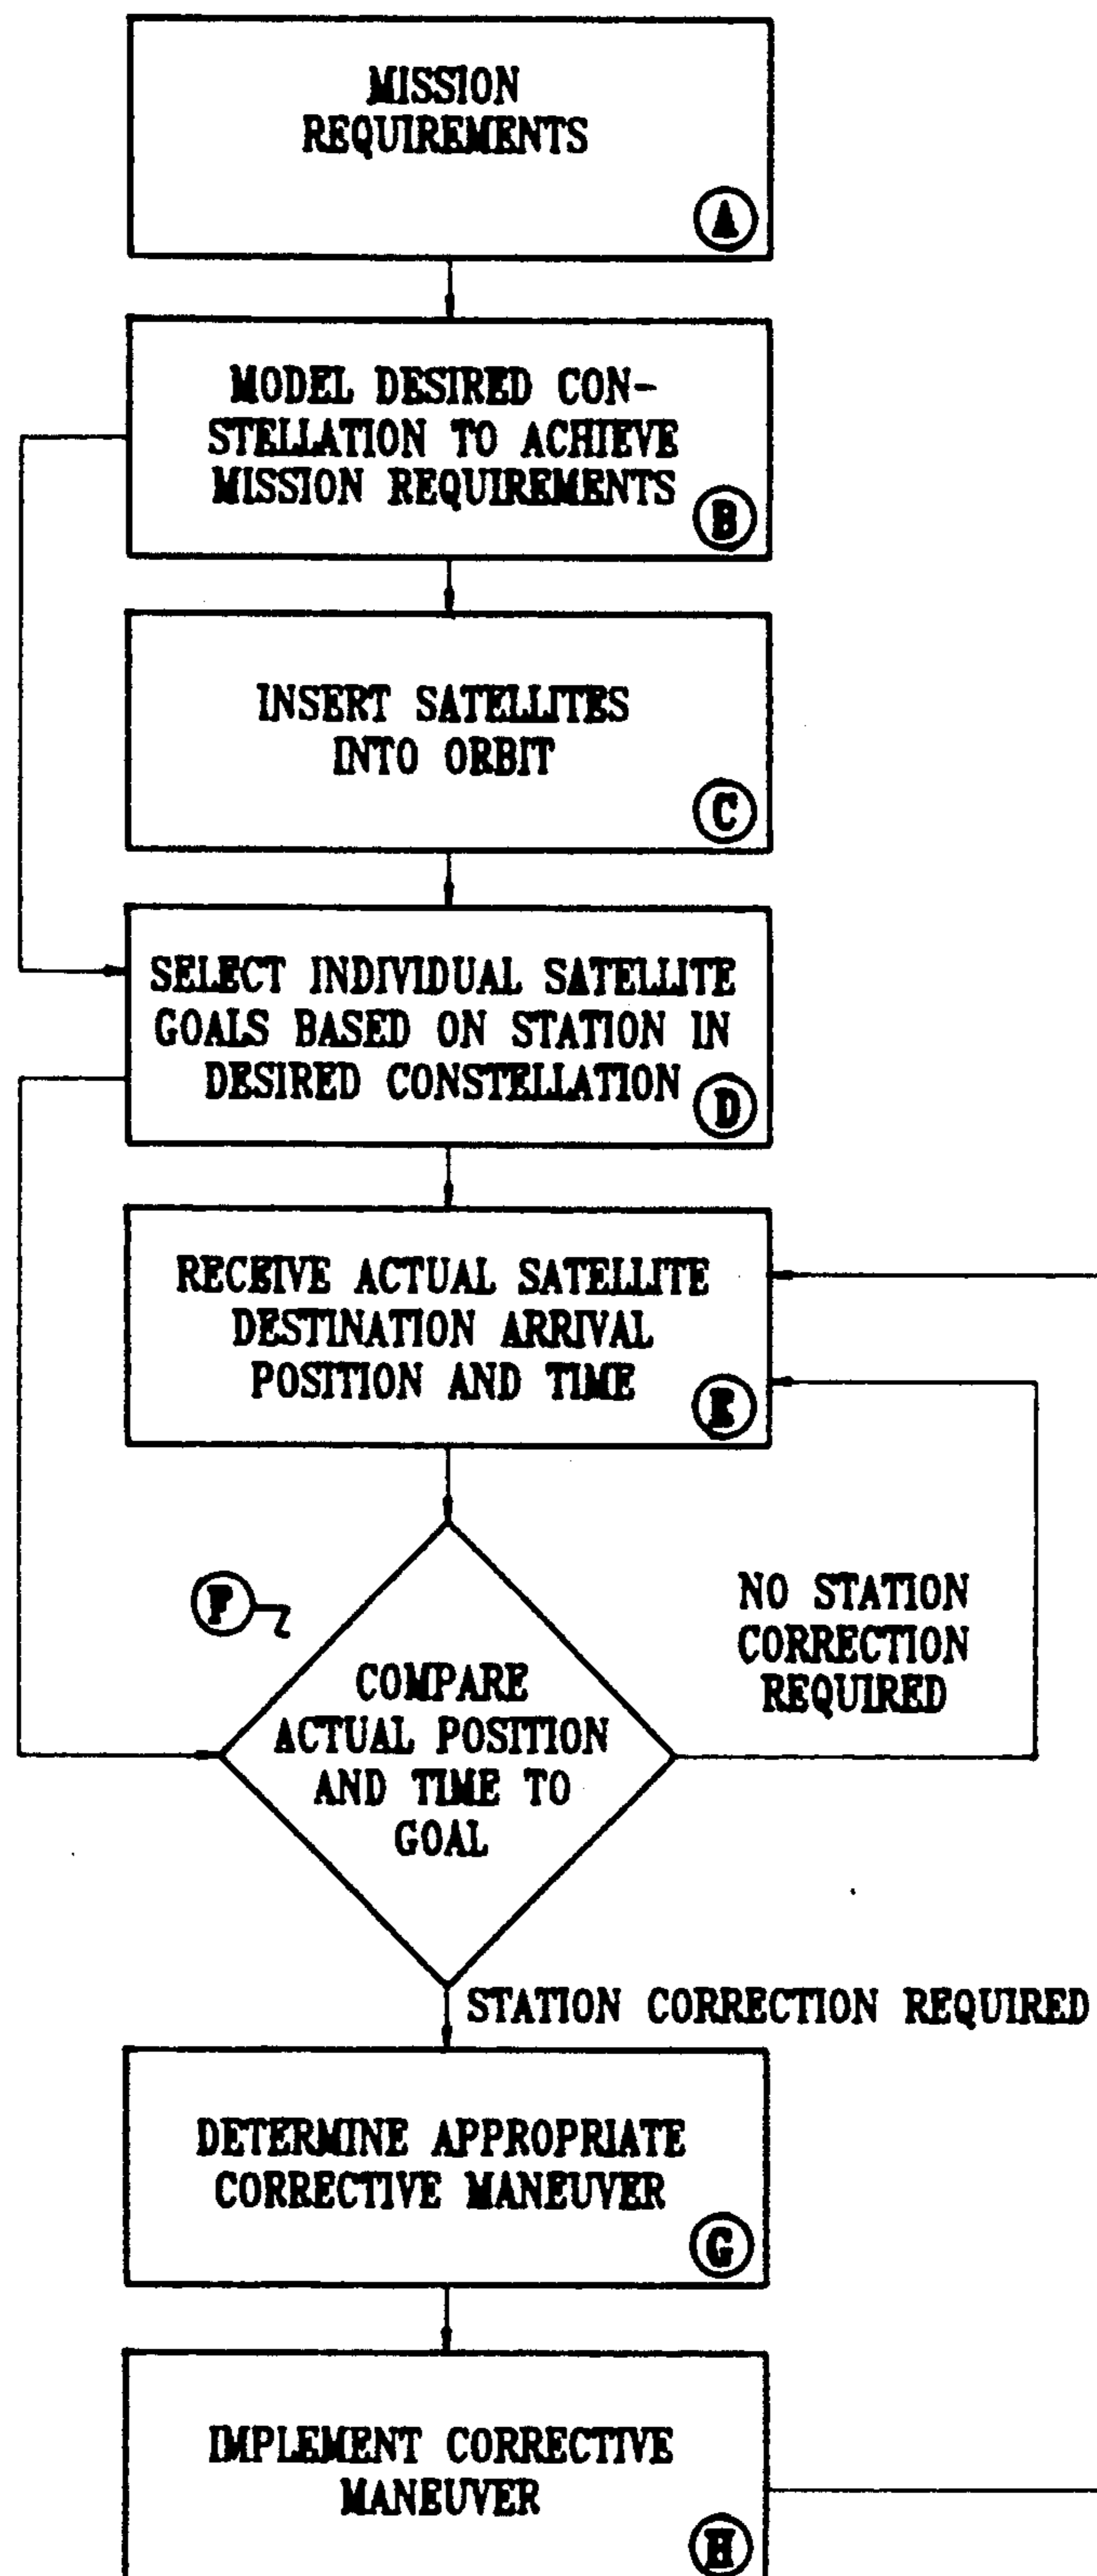 MISSION
REQUIREMENTS
A
MODEL DESIRED CON-
STELLATION TO ACHIEVE
MISSION REQUIREMENTS
B
INSERT SATELLITES
INTO ORBIT
C
SELECT INDIVIDUAL SATELLITE
GOALS BASED ON STATION IN
DESIRED CONSTELLATION
D
RECEIVE ACTUAL SATELLITE
DESTINATION ARRIVAL
POSITION AND TIME
E
F
COMPARE
ACTUAL POSITION
AND TIME TO
GOAL
NO STATION
CORRECTION
REQUIRED
STATION CORRECTION REQUIRED
DETERMINE APPROPRIATE
CORRECTIVE MANEUVER
G
IMPLEMENT CORRECTIVE
MANEUVER
H